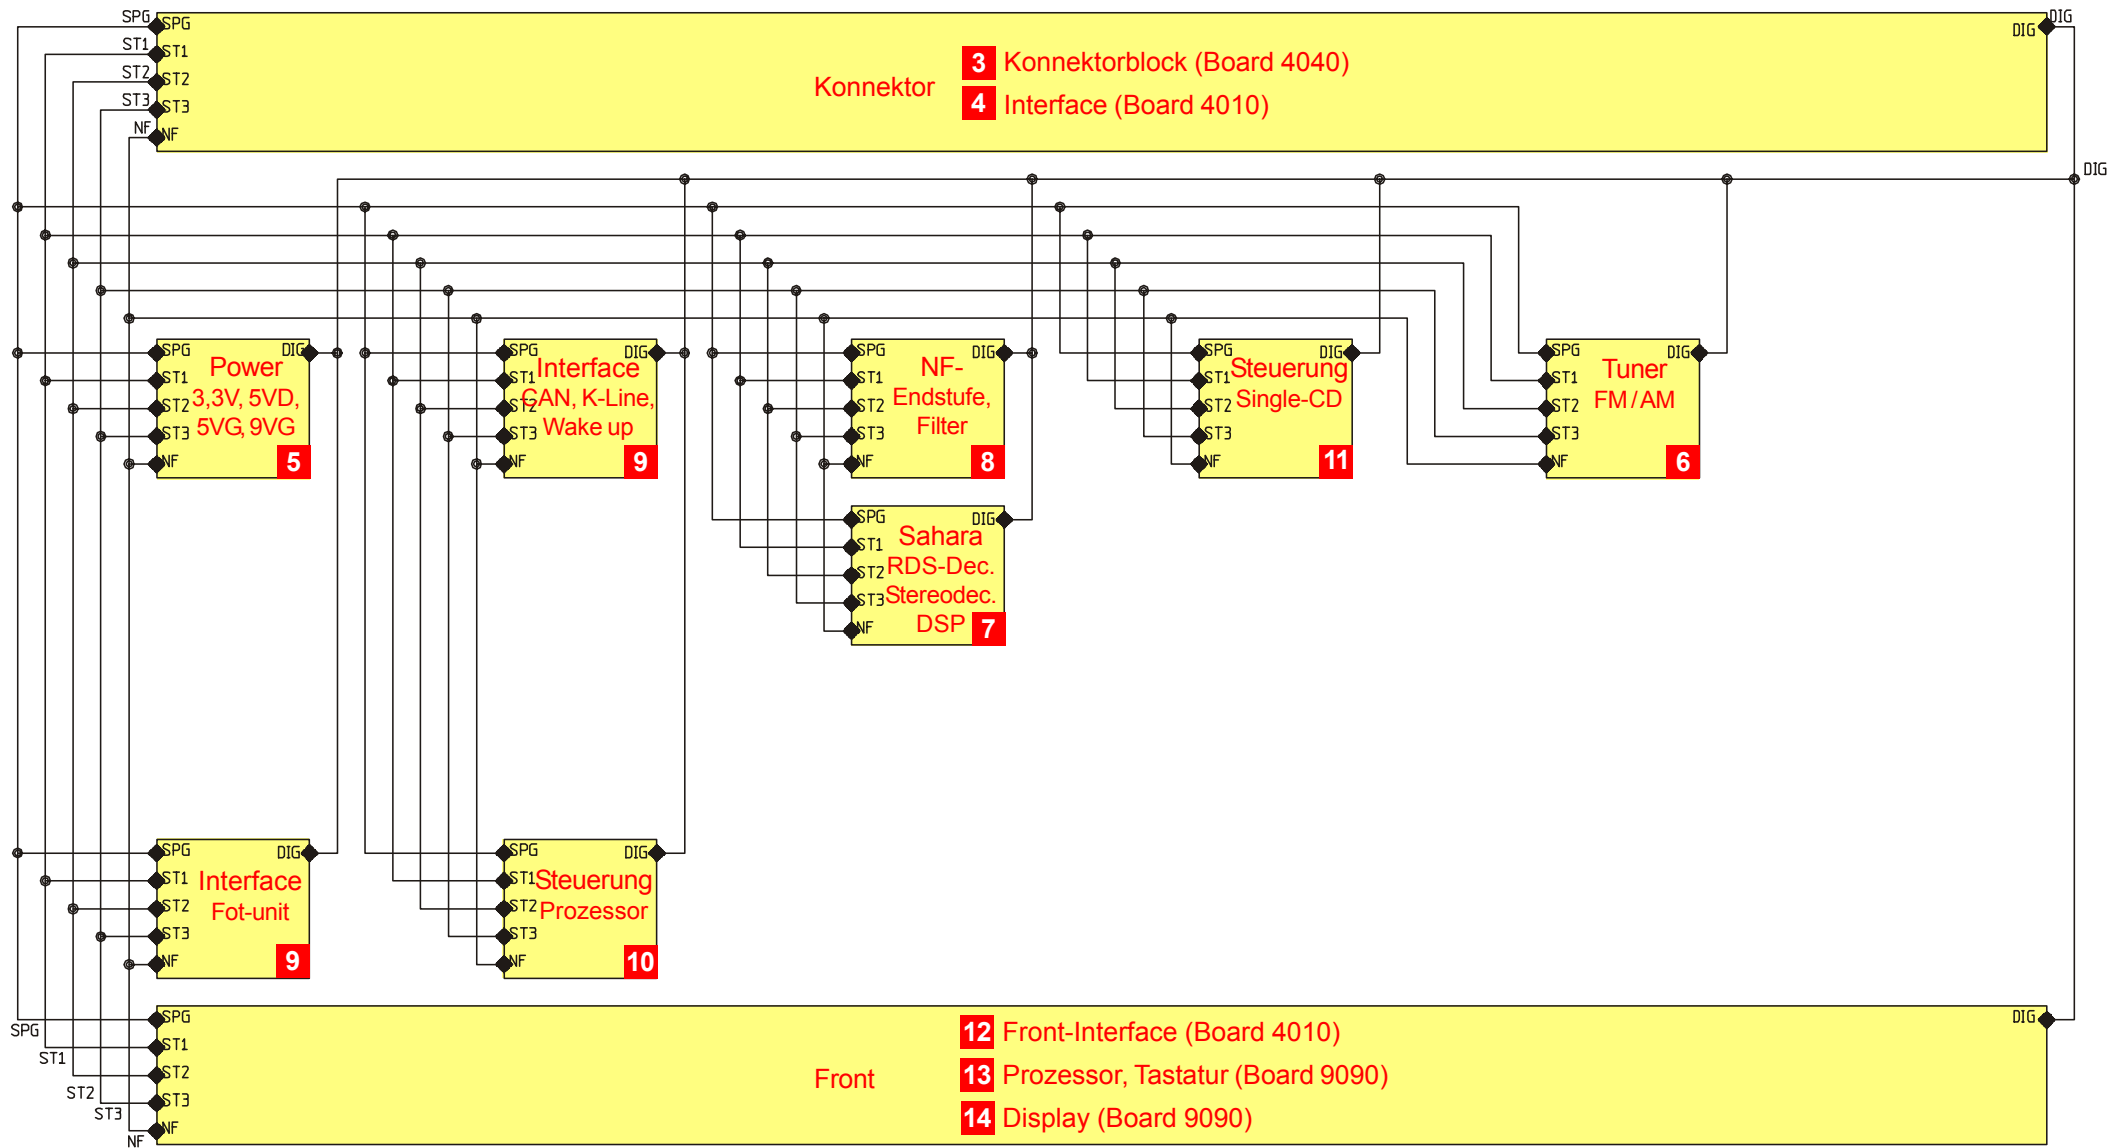 SPG
ST1
ST2
ST3
NF
SPG
ST1
ST2
ST3
NF
Konnektor
3 Konnektorblock (Board 4040)
4 Interface (Board 4010)
DIG
DIG
DIG
SPG
ST1
ST2
ST3
NF
DIG
Power
3,3V, 5VD,
5VG, 9VG
5
SPG
ST1
ST2
ST3
NF
DIG
Interface
CAN, K-Line,
Wake up
9
SPG
ST1
ST2
ST3
NF
DIG
NF-
Endstufe,
Filter
8
SPG
ST1
ST2
ST3
NF
DIG
Steuerung
Single-CD
11
SPG
ST1
ST2
ST3
NF
DIG
Tuner
FM / AM
6
SPG
ST1
ST2
ST3
NF
DIG
Sahara
RDS-Dec.
Stereodec.
DSP
7
SPG
ST1
ST2
ST3
NF
DIG
Interface
Fot-unit
9
SPG
ST1
ST2
ST3
NF
DIG
Steuerung
Prozessor
10
SPG
ST1
ST2
ST3
NF
SPG
ST1
ST2
ST3
NF
Front
12 Front-Interface (Board 4010)
13 Prozessor, Tastatur (Board 9090)
14 Display (Board 9090)
DIG